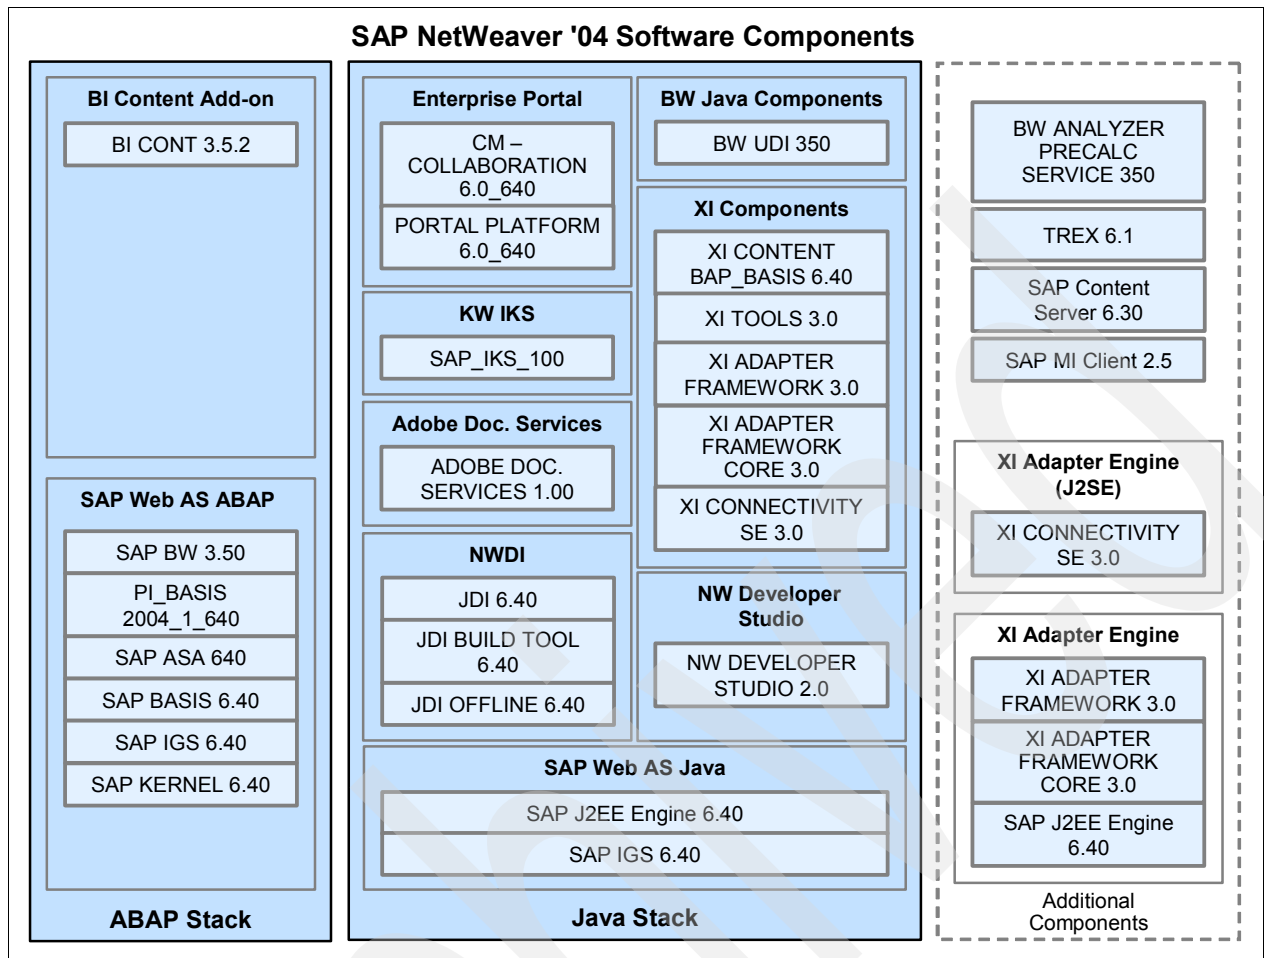 SAP NetWeaver '04 Software Components
BI Content Add-on
BI CONT 3.5.2
SAP Web AS ABAP
SAP BW 3.50
PI_BASIS
2004_1_640
SAP ASA 640
SAP BASIS 6.40
SAP IGS 6.40
SAP KERNEL 6.40
ABAP Stack
Enterprise Portal
CM –
COLLABORATION
6.0_640
PORTAL PLATFORM
6.0_640
KW IKS
SAP_IKS_100
Adobe Doc. Services
ADOBE DOC.
SERVICES 1.00
NWDI
JDI 6.40
JDI BUILD TOOL
6.40
JDI OFFLINE 6.40
BW Java Components
BW UDI 350
XI Components
XI CONTENT
BAP_BASIS 6.40
XI TOOLS 3.0
XI ADAPTER
FRAMEWORK 3.0
XI ADAPTER
FRAMEWORK
CORE 3.0
XI CONNECTIVITY
SE 3.0
NW Developer
Studio
NW DEVELOPER
STUDIO 2.0
SAP Web AS Java
SAP J2EE Engine 6.40
SAP IGS 6.40
Java Stack
BW ANALYZER
PRECALC
SERVICE 350
TREX 6.1
SAP Content
Server 6.30
SAP MI Client 2.5
XI Adapter Engine
(J2SE)
XI CONNECTIVITY
SE 3.0
XI Adapter Engine
XI ADAPTER
FRAMEWORK 3.0
XI ADAPTER
FRAMEWORK
CORE 3.0
SAP J2EE Engine
6.40
Additional
Components